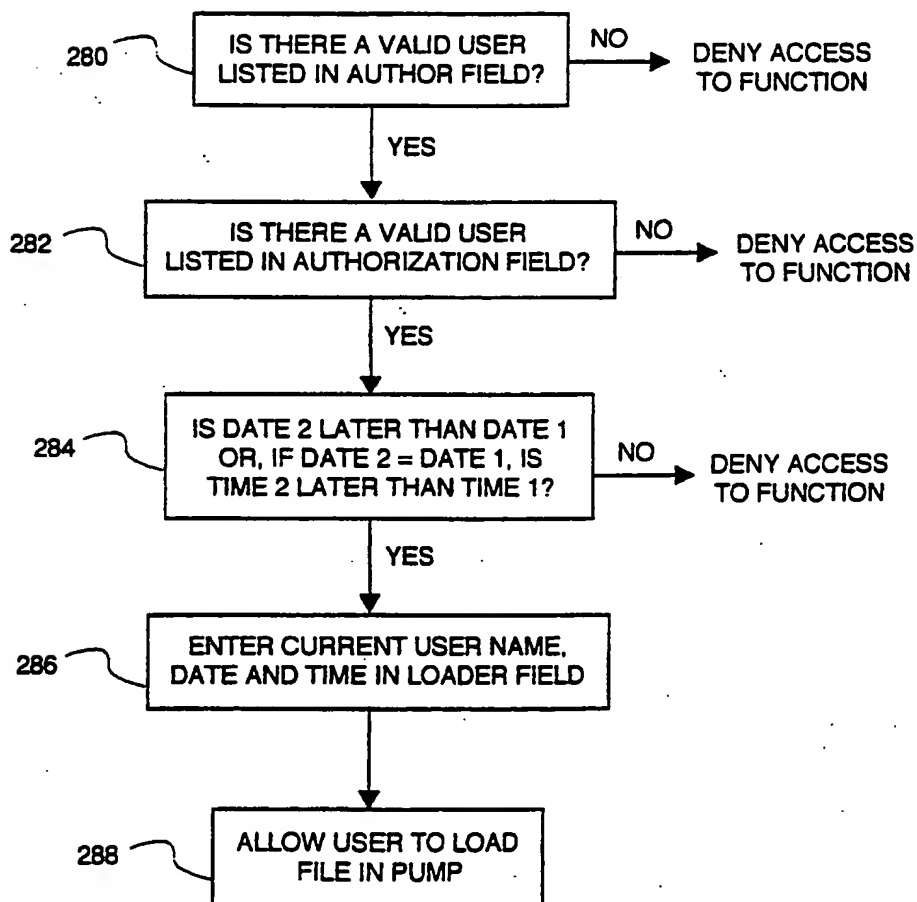 280
IS THERE A VALID USER
LISTED IN AUTHOR FIELD?
NO
DENY ACCESS
TO FUNCTION
YES
282
IS THERE A VALID USER
LISTED IN AUTHORIZATION FIELD?
NO
DENY ACCESS
TO FUNCTION
YES
284
IS DATE 2 LATER THAN DATE 1
OR, IF DATE 2 = DATE 1, IS
TIME 2 LATER THAN TIME 1?
NO
DENY ACCESS
TO FUNCTION
YES
286
ENTER CURRENT USER NAME,
DATE AND TIME IN LOADER FIELD
288
ALLOW USER TO LOAD
FILE IN PUMP